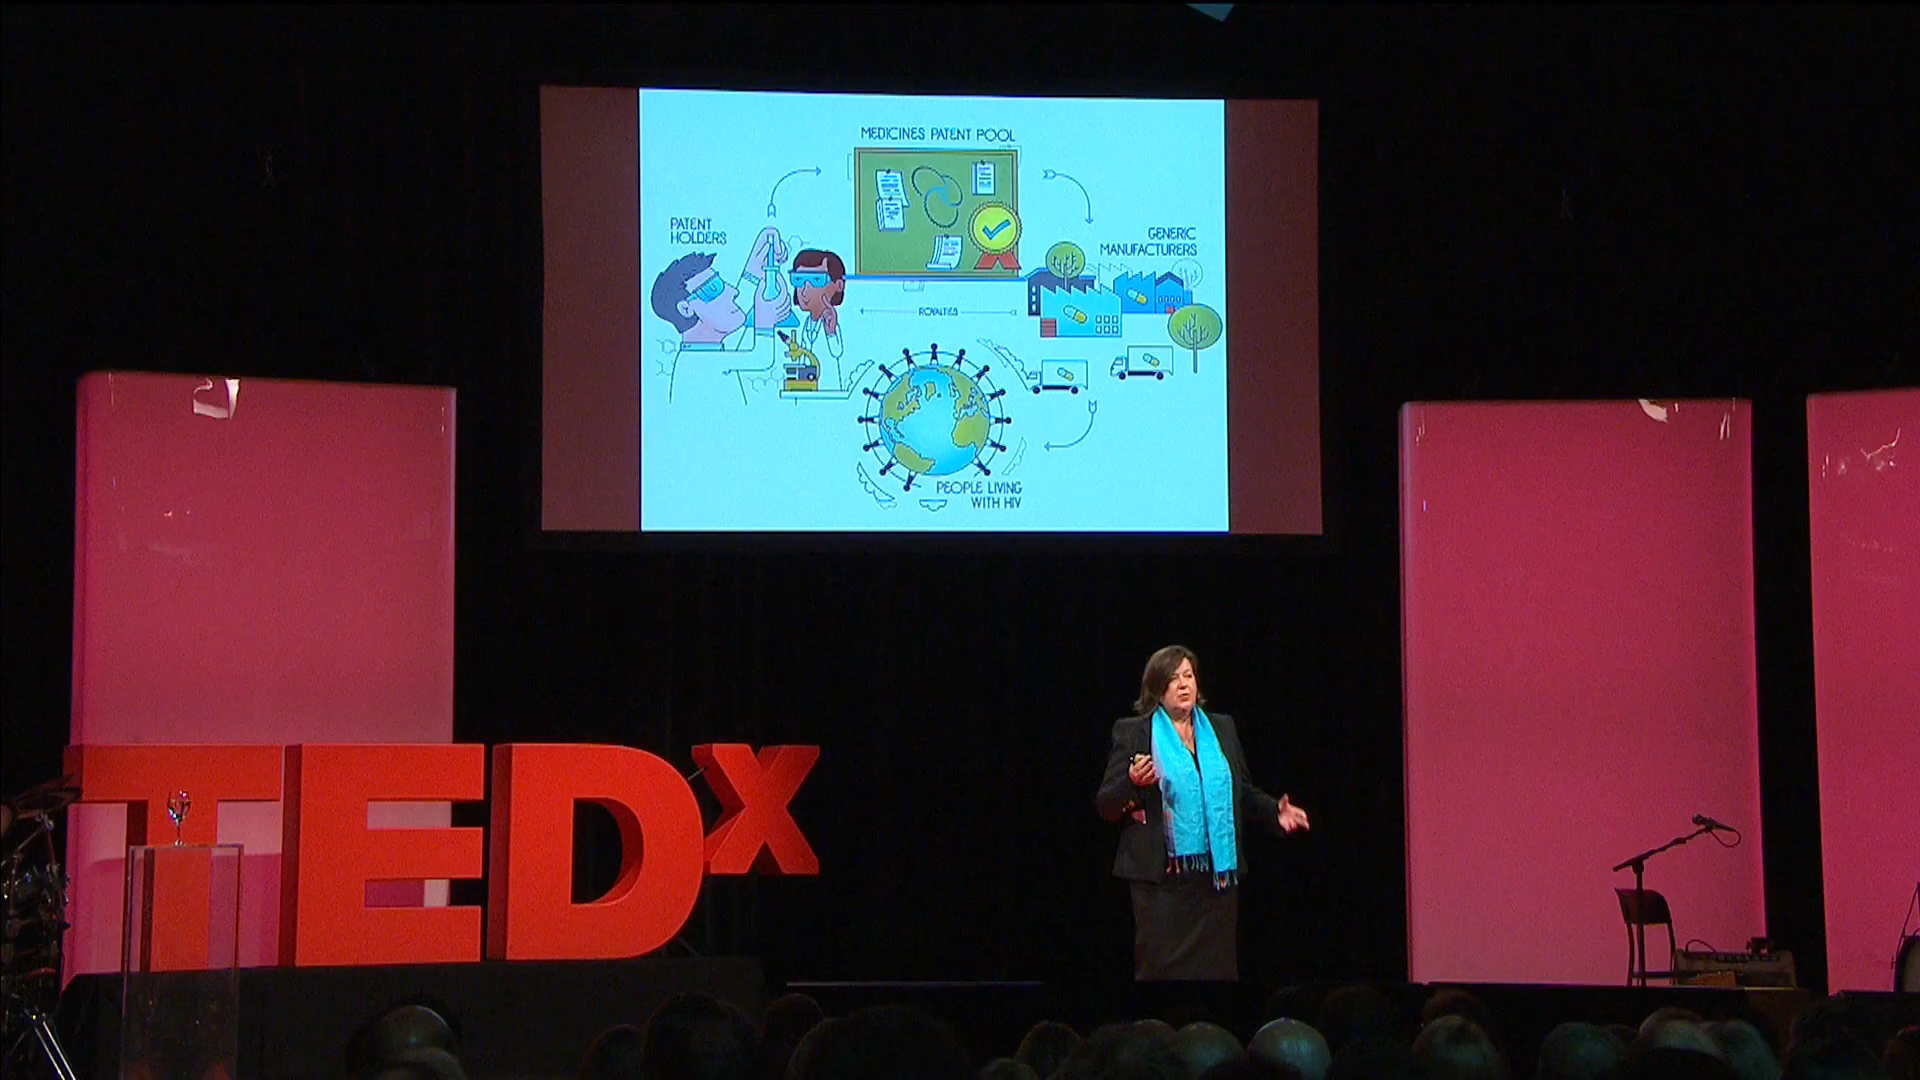 MEDICINES PATENT POOL
PATENT
HOLDERS
GENERIC
MANUFACTURERS
ROYALTIES
PEOPLE LIVING
WITH HIV
TEDx